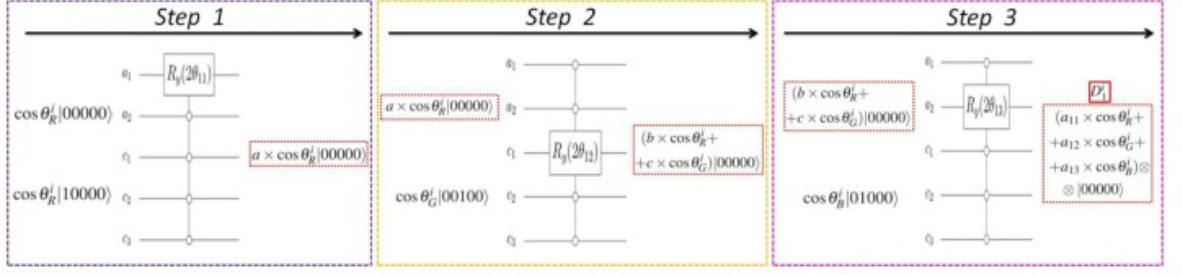 Step 1
a₁
R_y(2θ₁₁)
cos θ_R^i|00000⟩
a₂
c₁
a × cos θ_R^i|00000⟩
cos θ_R^i|10000⟩
c₂
c₃
Step 2
a₁
a × cos θ_R^i|00000⟩
a₂
c₁
R_y(2θ₁₂)
(b × cos θ_R^i+
+c × cos θ_G^i)|00000⟩
cos θ_G^i|00100⟩
c₂
c₃
Step 3
a₁
(b × cos θ_R^i+
+c × cos θ_G^i)|00000⟩
a₂
R_y(2θ₁₃)
c₁
cos θ_B^i|01000⟩
c₂
c₃
(a₁₁ × cos θ_R^i+
+a₁₂ × cos θ_G^i+
+a₁₃ × cos θ_B^i)⊗
⊗|00000⟩